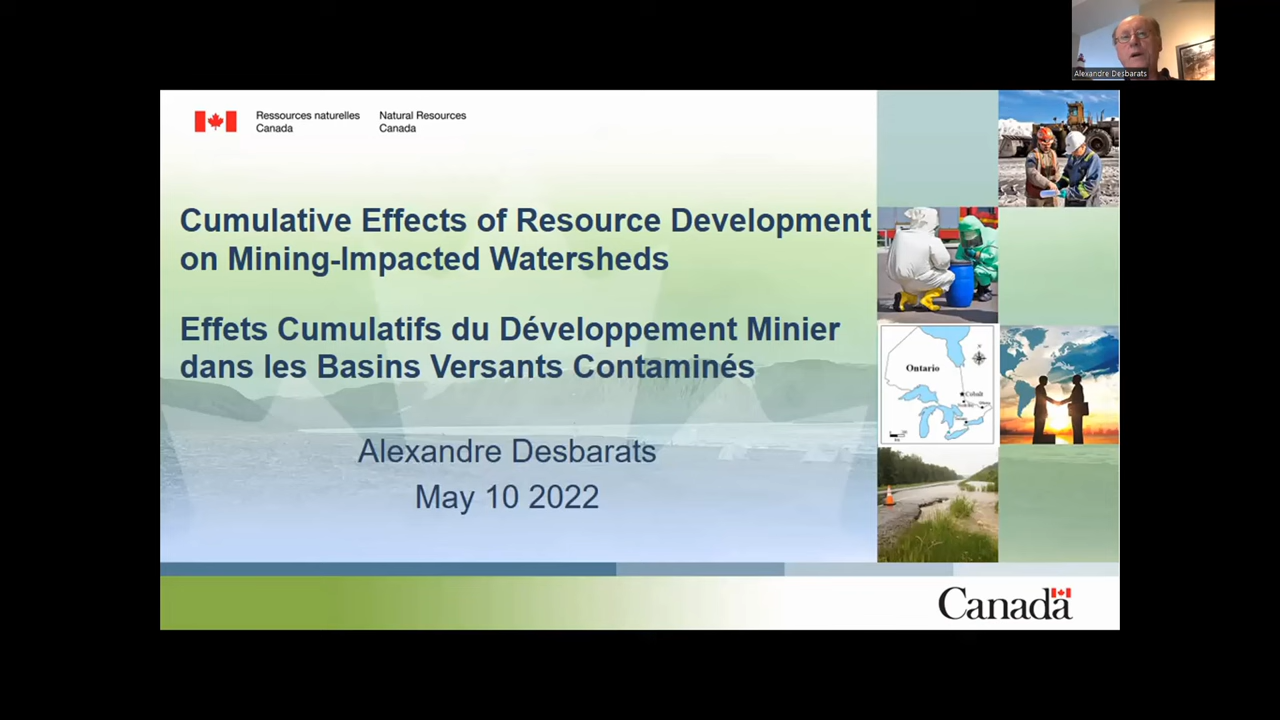 Alexandre Desbarats
Ressources naturelles
Canada
Natural Resources
Canada
Cumulative Effects of Resource Development
on Mining-Impacted Watersheds
Effets Cumulatifs du Développement Minier
dans les Basins Versants Contaminés
Alexandre Desbarats
May 10 2022
Ontario
Cobalt
Canada